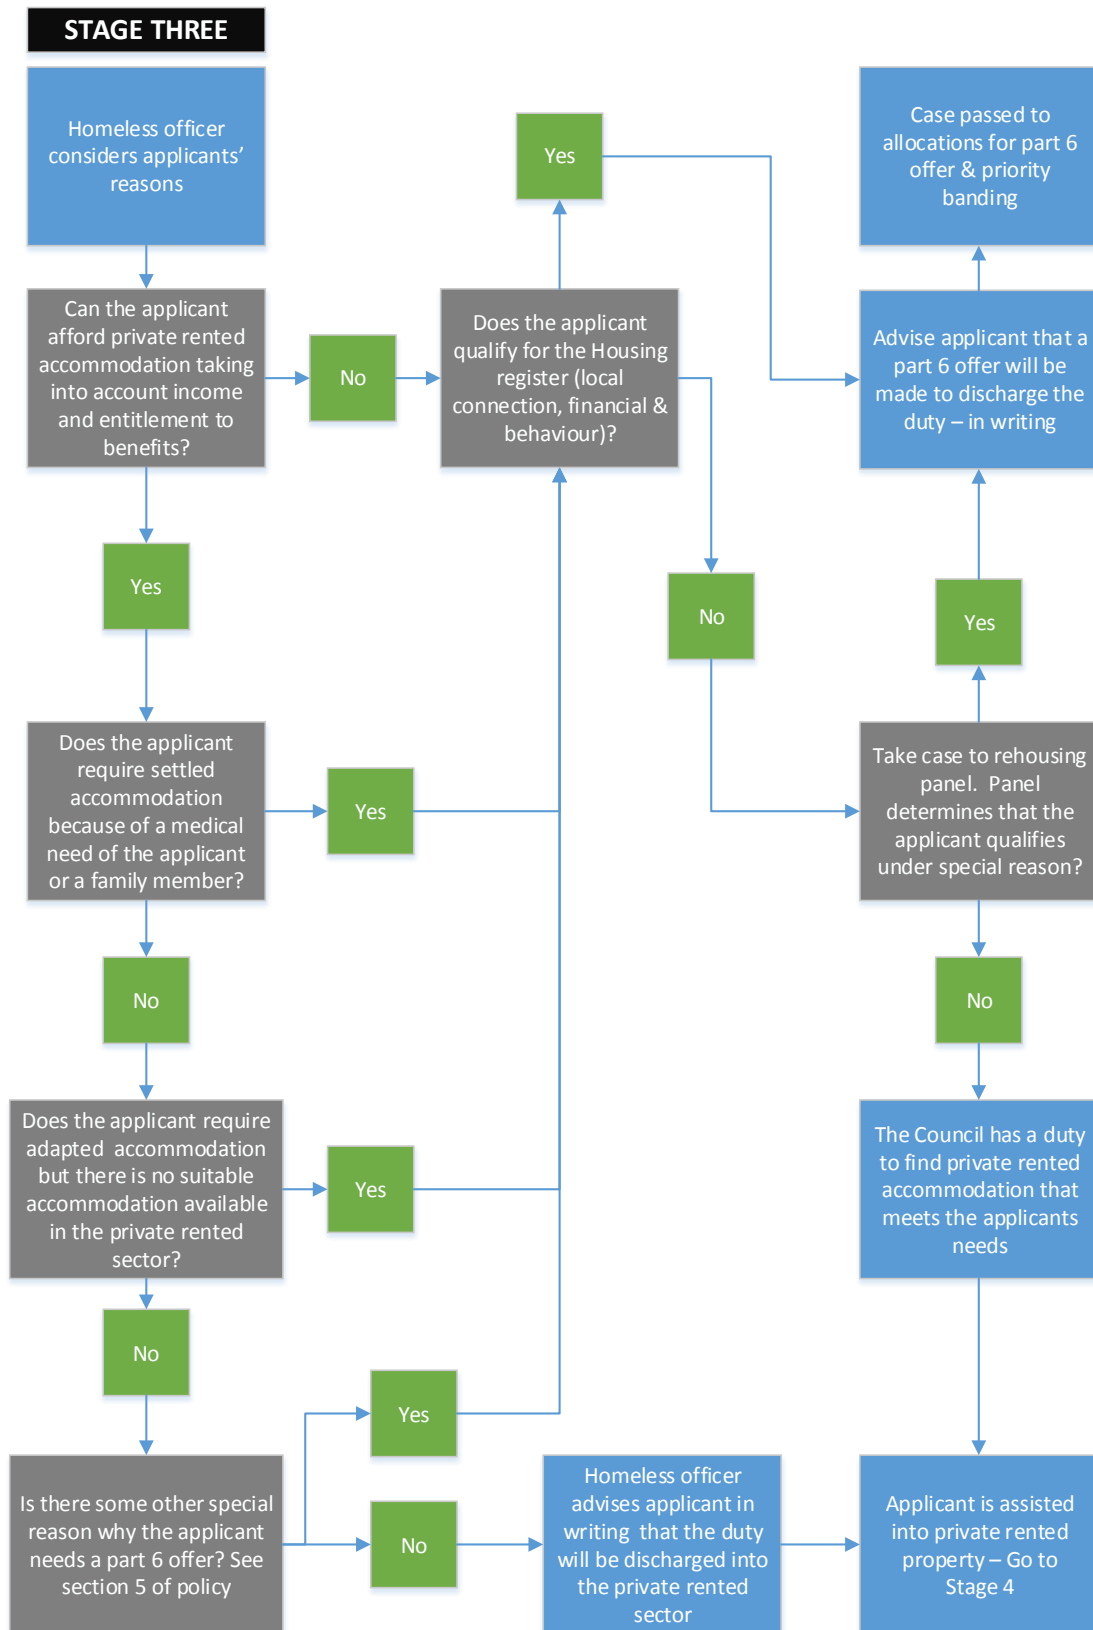 STAGE THREE
Homeless officer
considers applicants’
reasons
Can the applicant
afford private rented
accommodation taking
into account income
and entitlement to
benefits?
No
Does the applicant
qualify for the Housing
register (local
connection, financial &
behaviour)?
Yes
Case passed to
allocations for part 6
offer & priority
banding
Advise applicant that a
part 6 offer will be
made to discharge the
duty – in writing
Yes
No
Yes
Does the applicant
require settled
accommodation
because of a medical
need of the applicant
or a family member?
Yes
Take case to rehousing
panel.  Panel
determines that the
applicant qualifies
under special reason?
No
No
Does the applicant require
adapted  accommodation
but there is no suitable
accommodation available
in the private rented
sector?
Yes
The Council has a duty
to find private rented
accommodation that
meets the applicants
needs
No
Yes
Is there some other special
reason why the applicant
needs a part 6 offer? See
section 5 of policy
No
Homeless officer
advises applicant in
writing  that the duty
will be discharged into
the private rented
sector
Applicant is assisted
into private rented
property – Go to
Stage 4